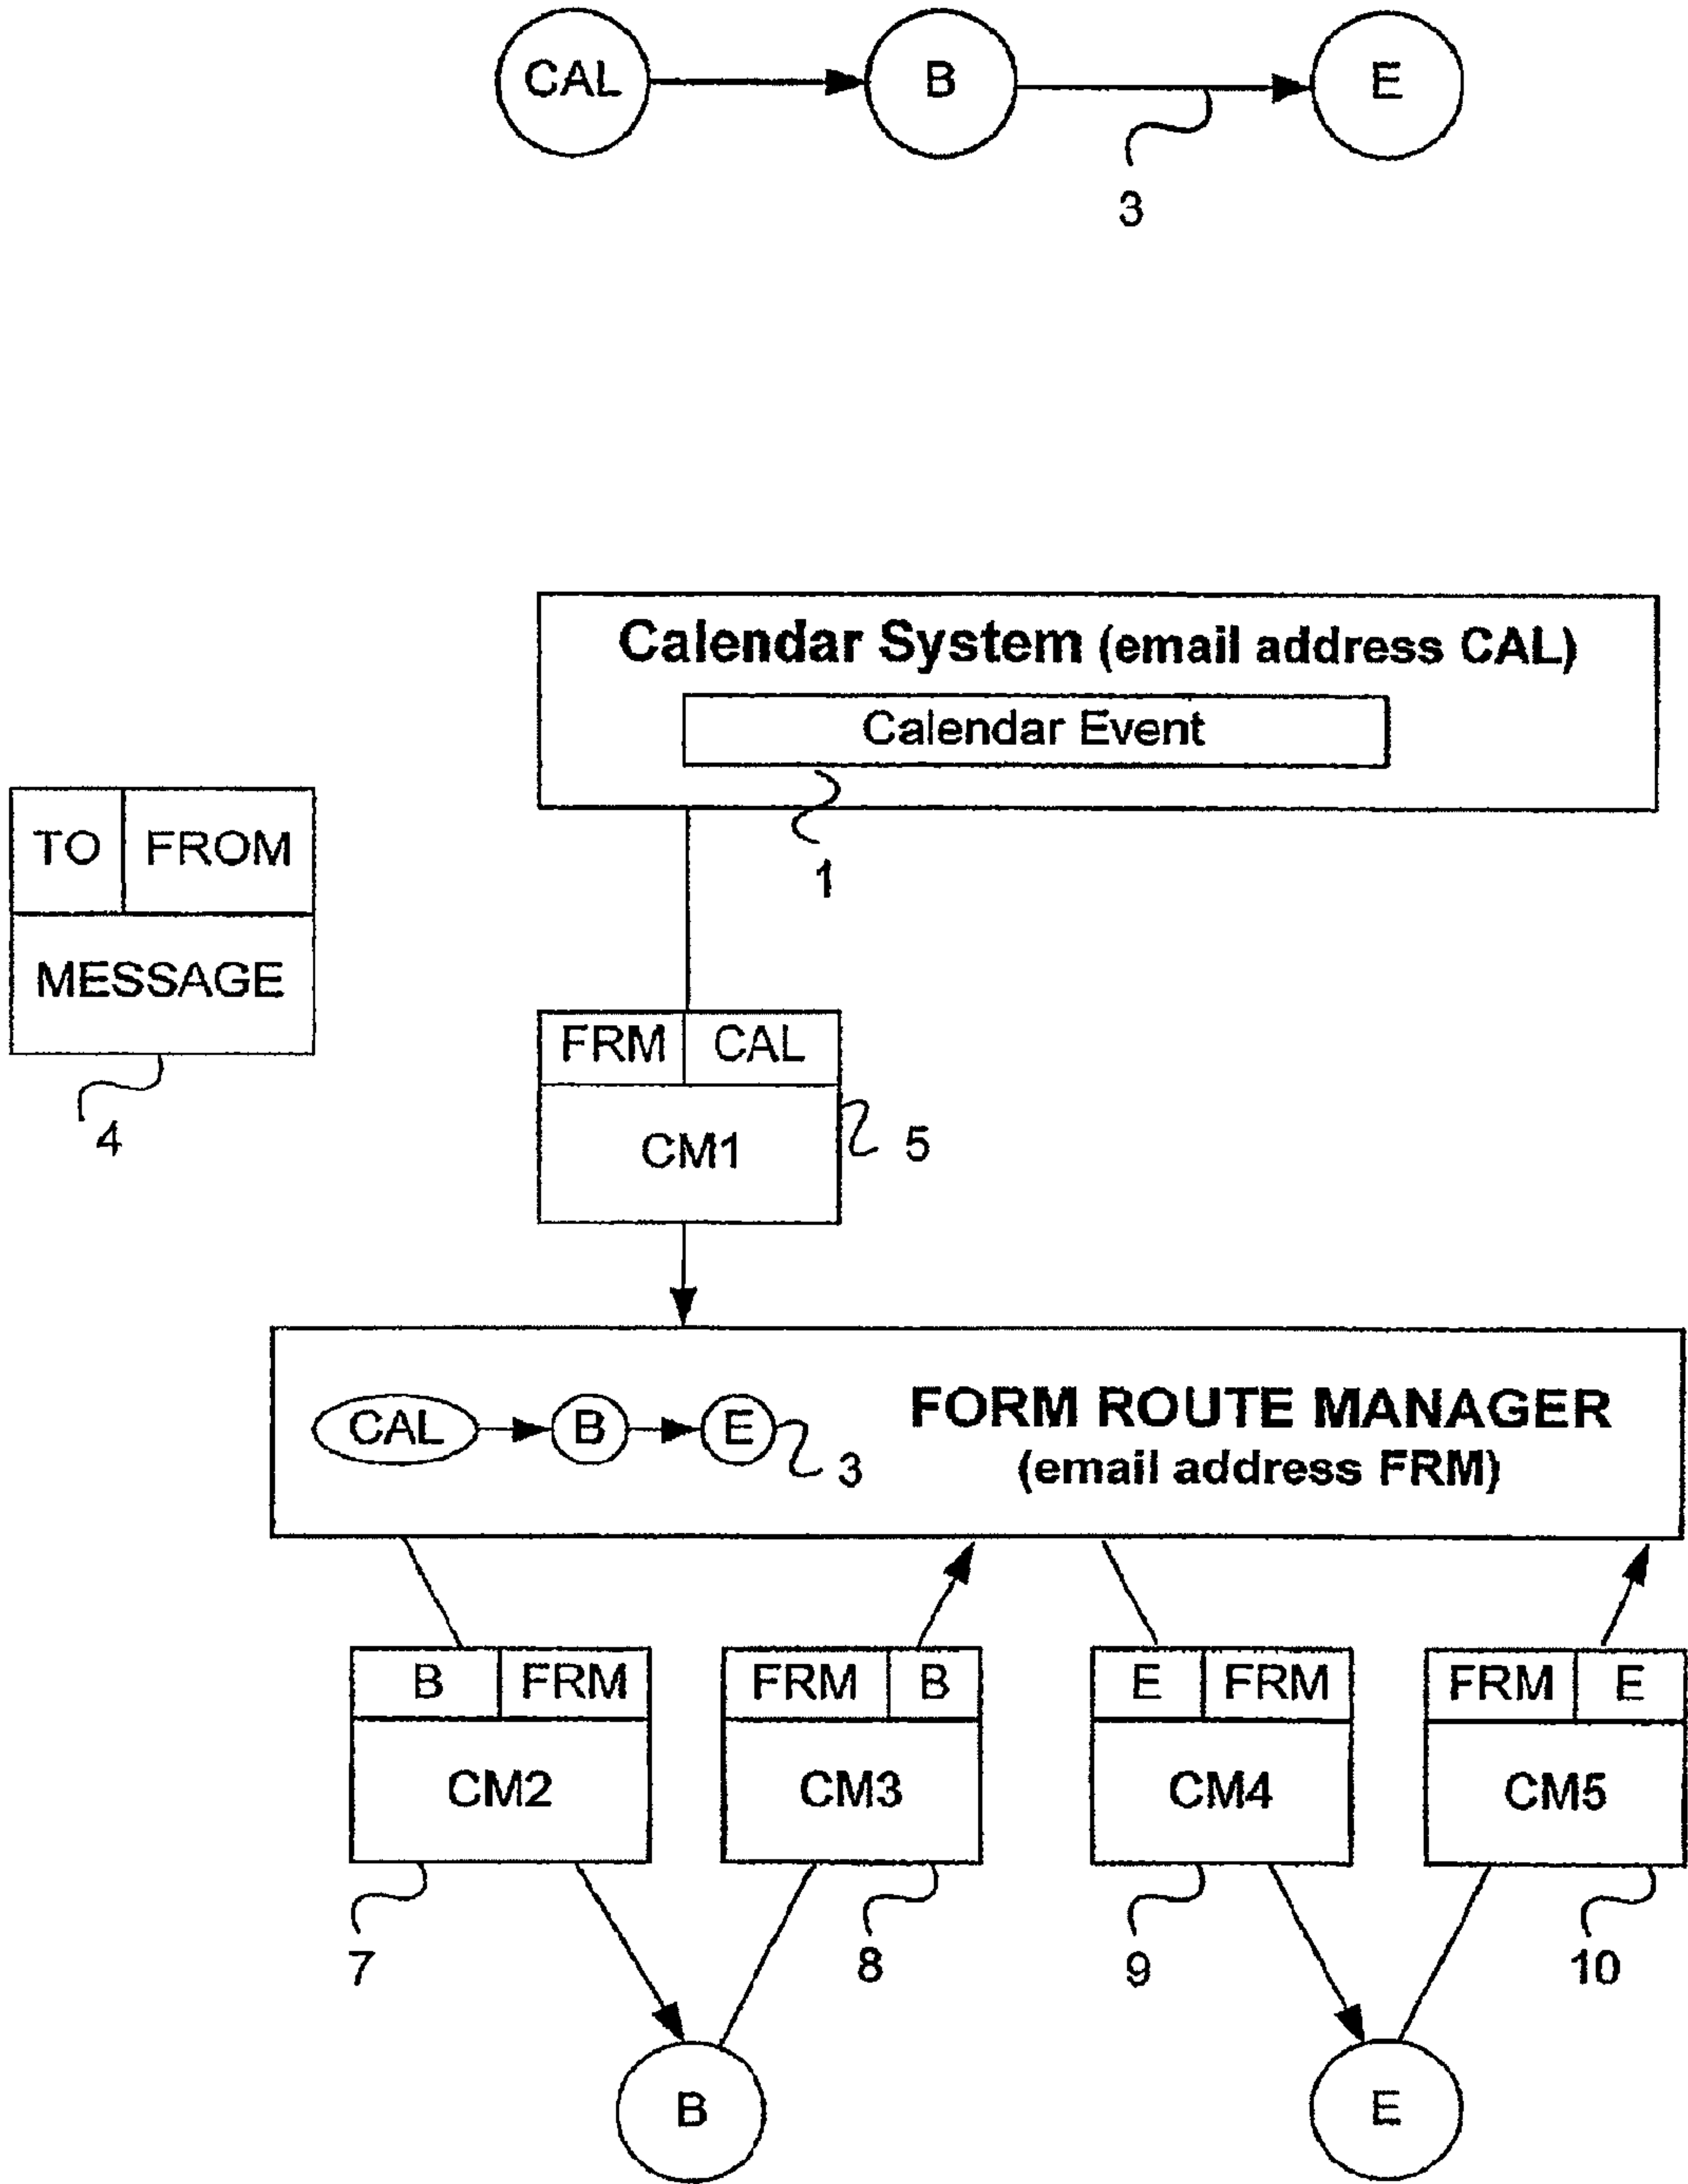 CAL B E
3
Calendar System (email address CAL)
Calendar Event
1
TO FROM
MESSAGE
4
FRM CAL
CM1
5
FORM ROUTE MANAGER
(email address FRM)
CAL B E
3
B FRM
CM2
7
FRM B
CM3
8
E FRM
CM4
9
FRM E
CM5
10
B
E